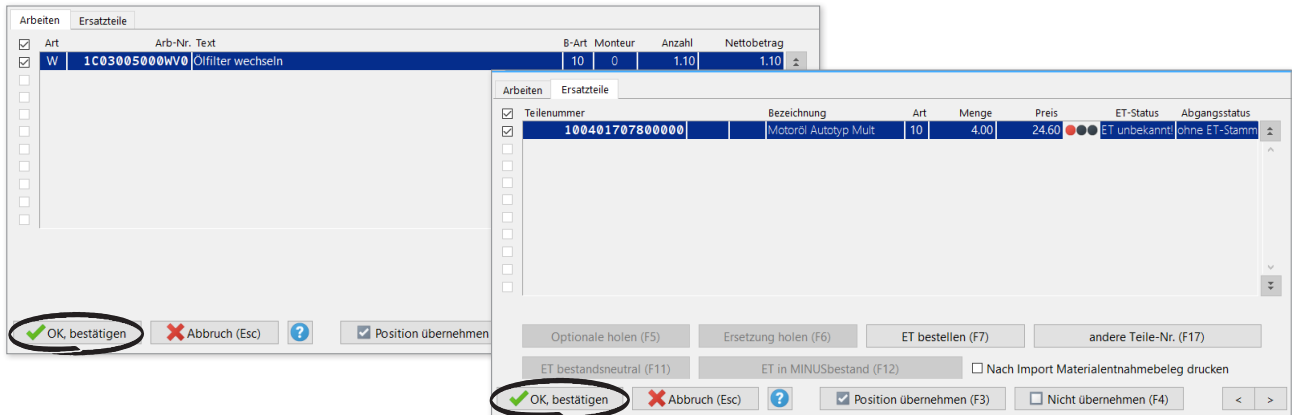 Arbeiten Ersatzteile
Art Arb-Nr. Text B-Art Monteur Anzahl Nettobetrag
W 1C03005000WV0 Ölfilter wechseln 10 0 1.10 1.10
OK, bestätigen Abbruch (Esc) ? Position übernehmen
Arbeiten Ersatzteile
Teilenummer Bezeichnung Art Menge Preis ET-Status Abgangsstatus
100401707800000 Motoröl Autotyp Mult 10 4.00 24.60 ET unbekannt! ohne ET-Stamm
Optionale holen (F5) Ersetzung holen (F6) ET bestellen (F7) andere Teile-Nr. (F17)
ET bestandsneutral (F11) ET in MINUSbestand (F12) Nach Import Materialentnahmebeleg drucken
OK, bestätigen Abbruch (Esc) ? Position übernehmen (F3) Nicht übernehmen (F4) < >